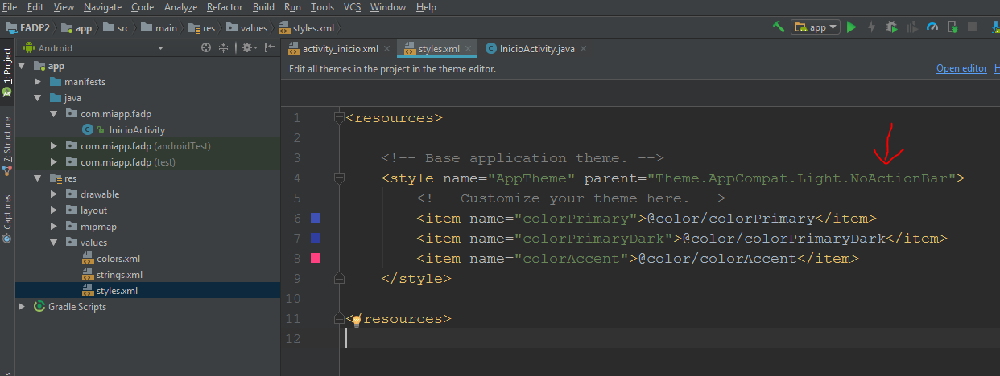 File Edit View Navigate Code Analyze Refactor Build Run Tools VCS Window Help
FADP2 app src main res values styles.xml
app
1: Project
Android
activity_inicio.xml styles.xml InicioActivity.java
Edit all themes in the project in the theme editor.
Open editor H
app
manifests
java
com.miapp.fadp
InicioActivity
com.miapp.fadp (androidTest)
com.miapp.fadp (test)
res
drawable
layout
mipmap
values
colors.xml
strings.xml
styles.xml
Gradle Scripts
7: Structure
Captures
1 <resources>
2
3 <!-- Base application theme. -->
4 <style name="AppTheme" parent="Theme.AppCompat.Light.NoActionBar">
5 <!-- Customize your theme here. -->
6 <item name="colorPrimary">@color/colorPrimary</item>
7 <item name="colorPrimaryDark">@color/colorPrimaryDark</item>
8 <item name="colorAccent">@color/colorAccent</item>
9 </style>
10
11 </resources>
12